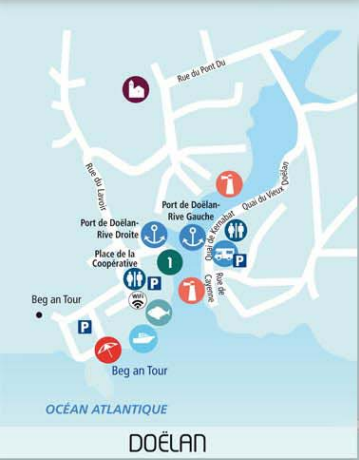 Rue du Pont Du
Rue du Lavoir
Quai du Vieux Doëlan
Port de Doëlan-
Rive Gauche
Port de Doëlan-
Rive Droite
Quai de Kernabat
Place de la
Coopérative
1
P
P
WiFi
Rue de
Cayenne
Beg an Tour
P
Beg an Tour
OCÉAN ATLANTIQUE
DOËLAN